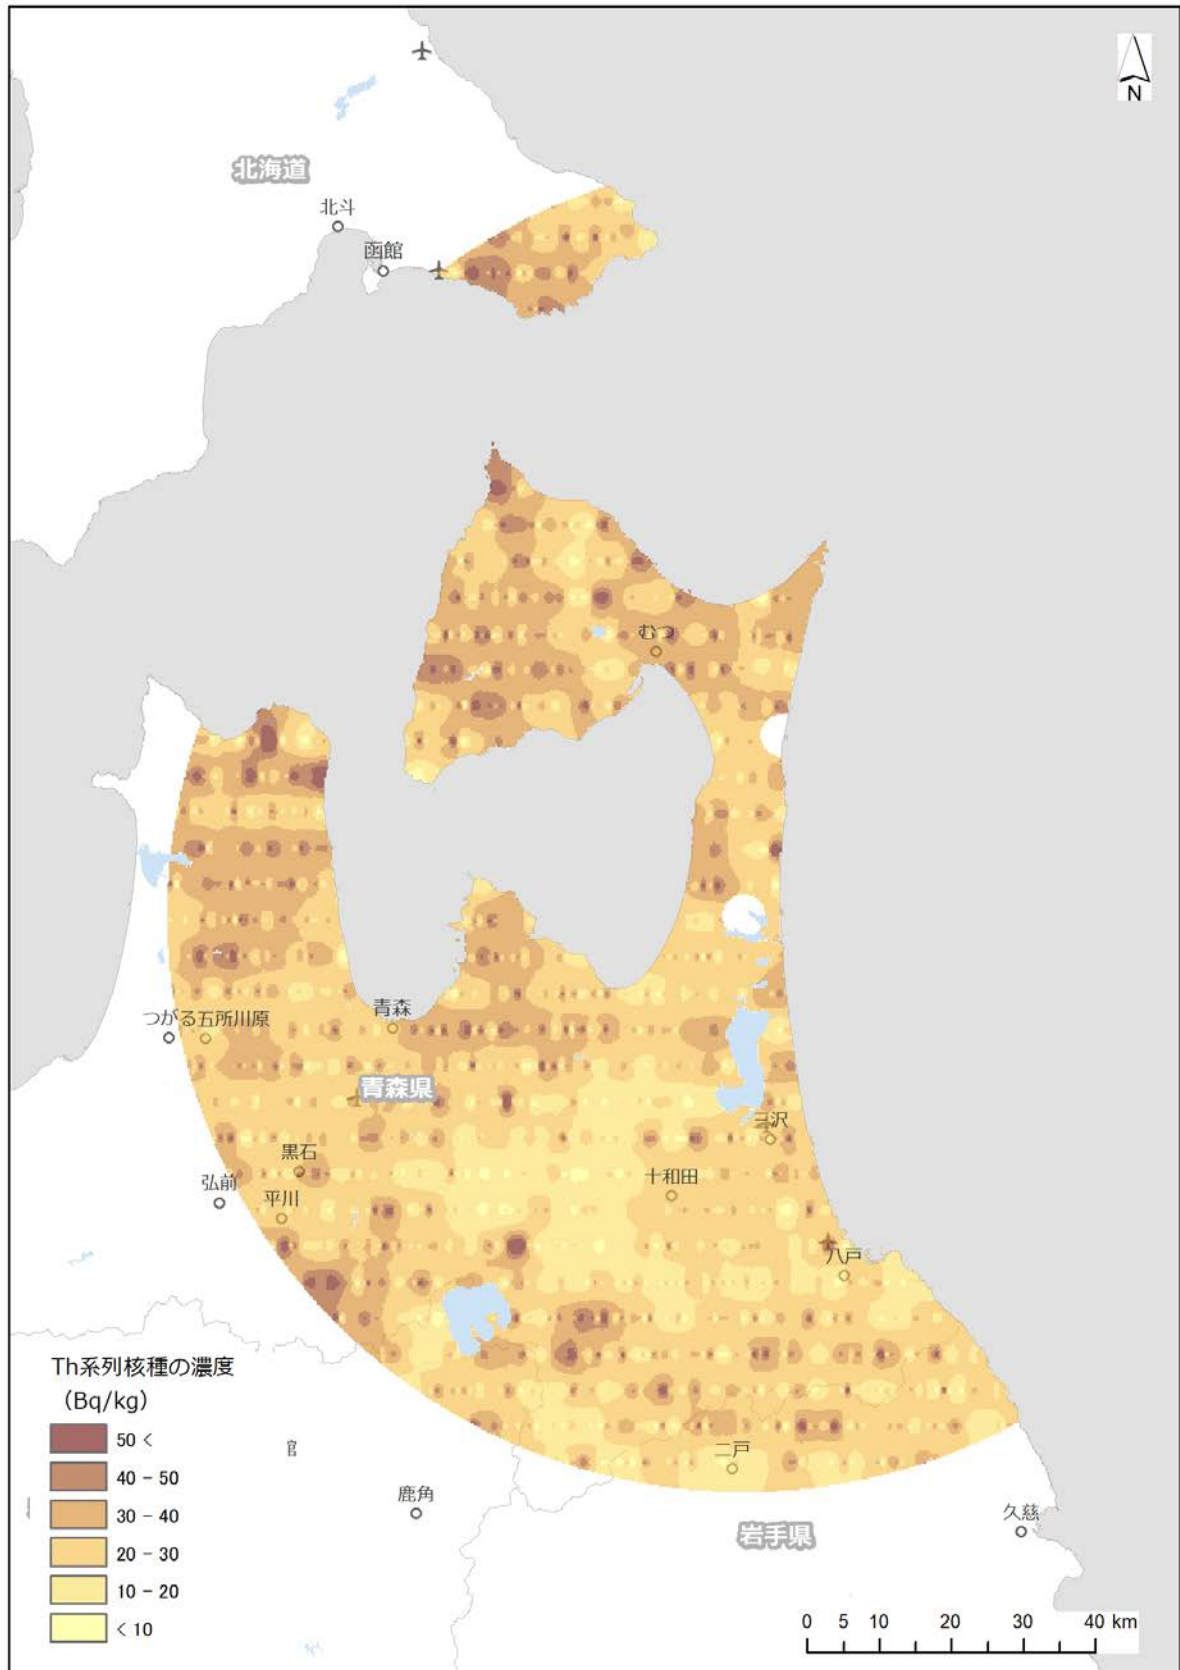 N
北海道
北斗
函館
むつ
青森
つがる五所川原
青森県
三沢
黒石
十和田
弘前
平川
八戸
Th系列核種の濃度
(Bq/kg)
50 <
40 - 50
30 - 40
20 - 30
10 - 20
< 10
二戸
鹿角
久慈
岩手県
0 5 10 20 30 40 km